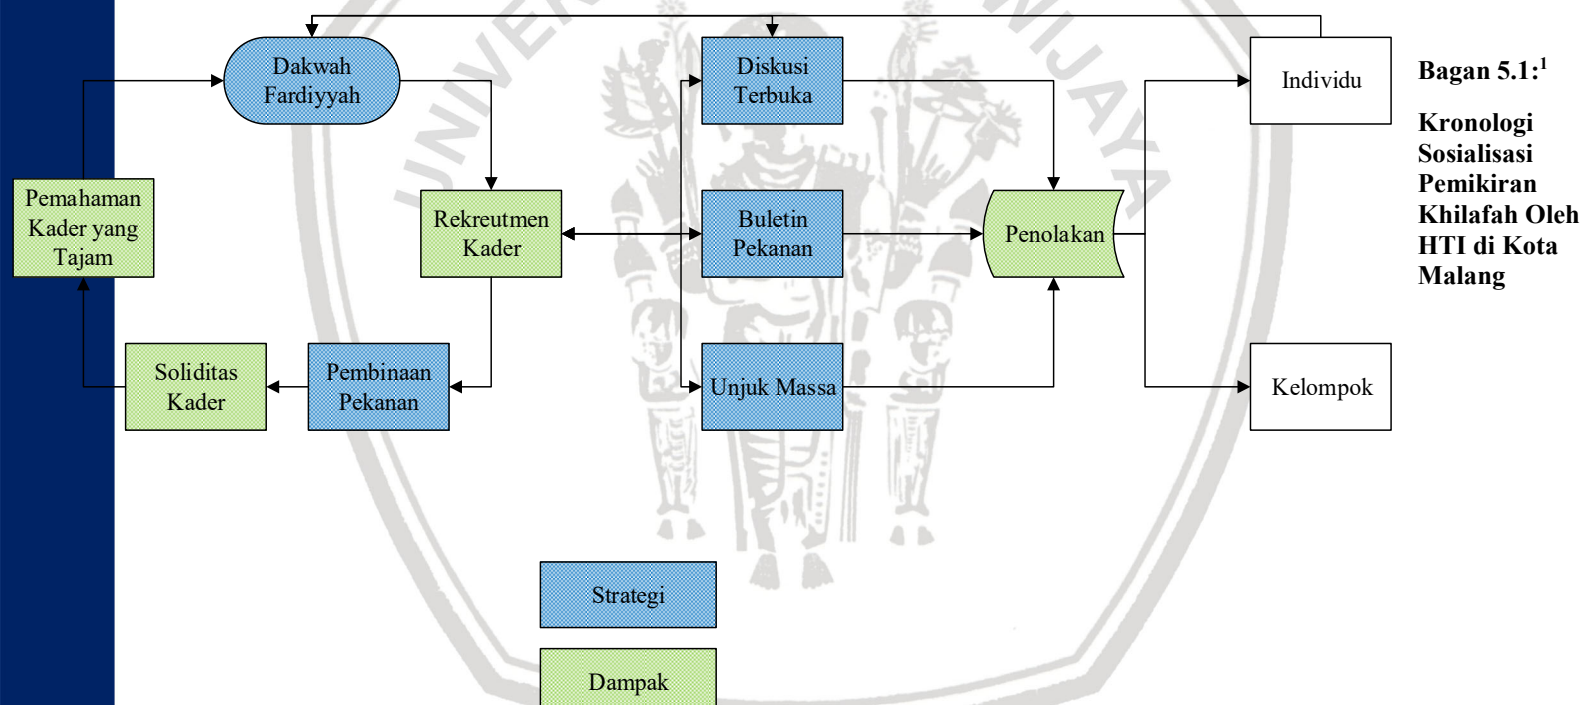 Dakwah
Fardiyyah
Diskusi
Terbuka
Individu
Bagan 5.1:1
Kronologi
Sosialisasi
Pemikiran
Khilafah Oleh
HTI di Kota
Malang
Pemahaman
Kader yang
Tajam
Rekreutmen
Kader
Buletin
Pekanan
Penolakan
Soliditas
Kader
Pembinaan
Pekanan
Unjuk Massa
Kelompok
Strategi
Dampak